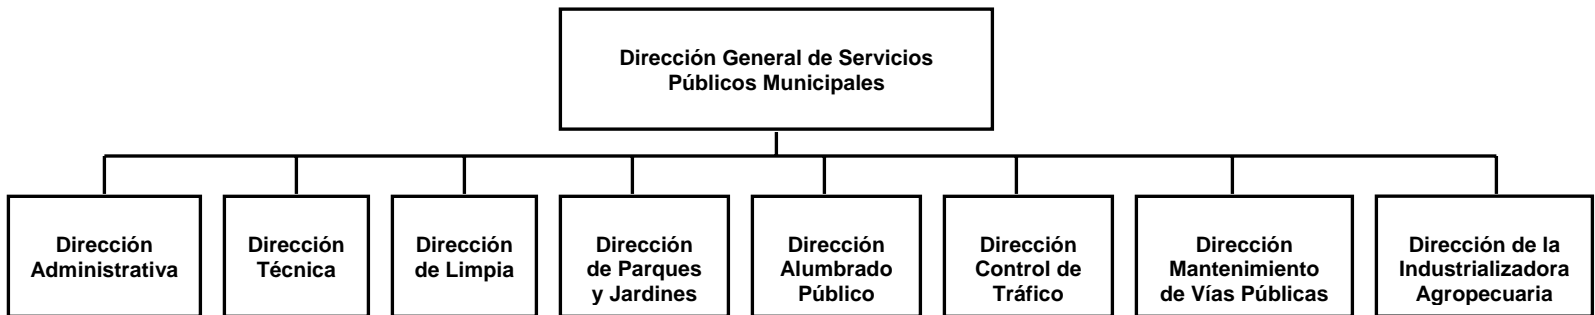 Dirección General de Servicios
Públicos Municipales
Dirección
Administrativa
Dirección
Técnica
Dirección
de Limpia
Dirección
de Parques
y Jardines
Dirección
Alumbrado
Público
Dirección
Control de
Tráfico
Dirección
Mantenimiento
de Vías Públicas
Dirección de la
Industrializadora
Agropecuaria